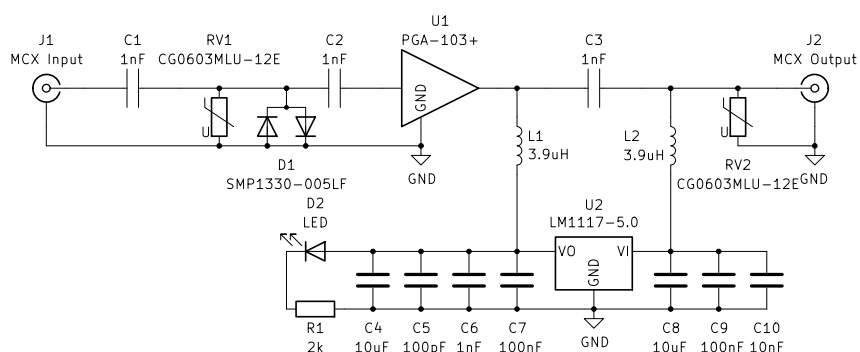 U1
PGA-103+
J1
MCX Input
C1
1nF
RV1
CG0603MLU-12E
C2
1nF
C3
1nF
J2
MCX Output
GND
U
U
D1
SMP1330-005LF
GND
L1
3.9uH
L2
3.9uH
RV2
CG0603MLU-12E
GND
D2
LED
U2
LM1117-5.0
VO
VI
GND
R1
2k
C4
10uF
C5
100pF
C6
1nF
C7
100nF
GND
C8
10uF
C9
100nF
C10
10nF